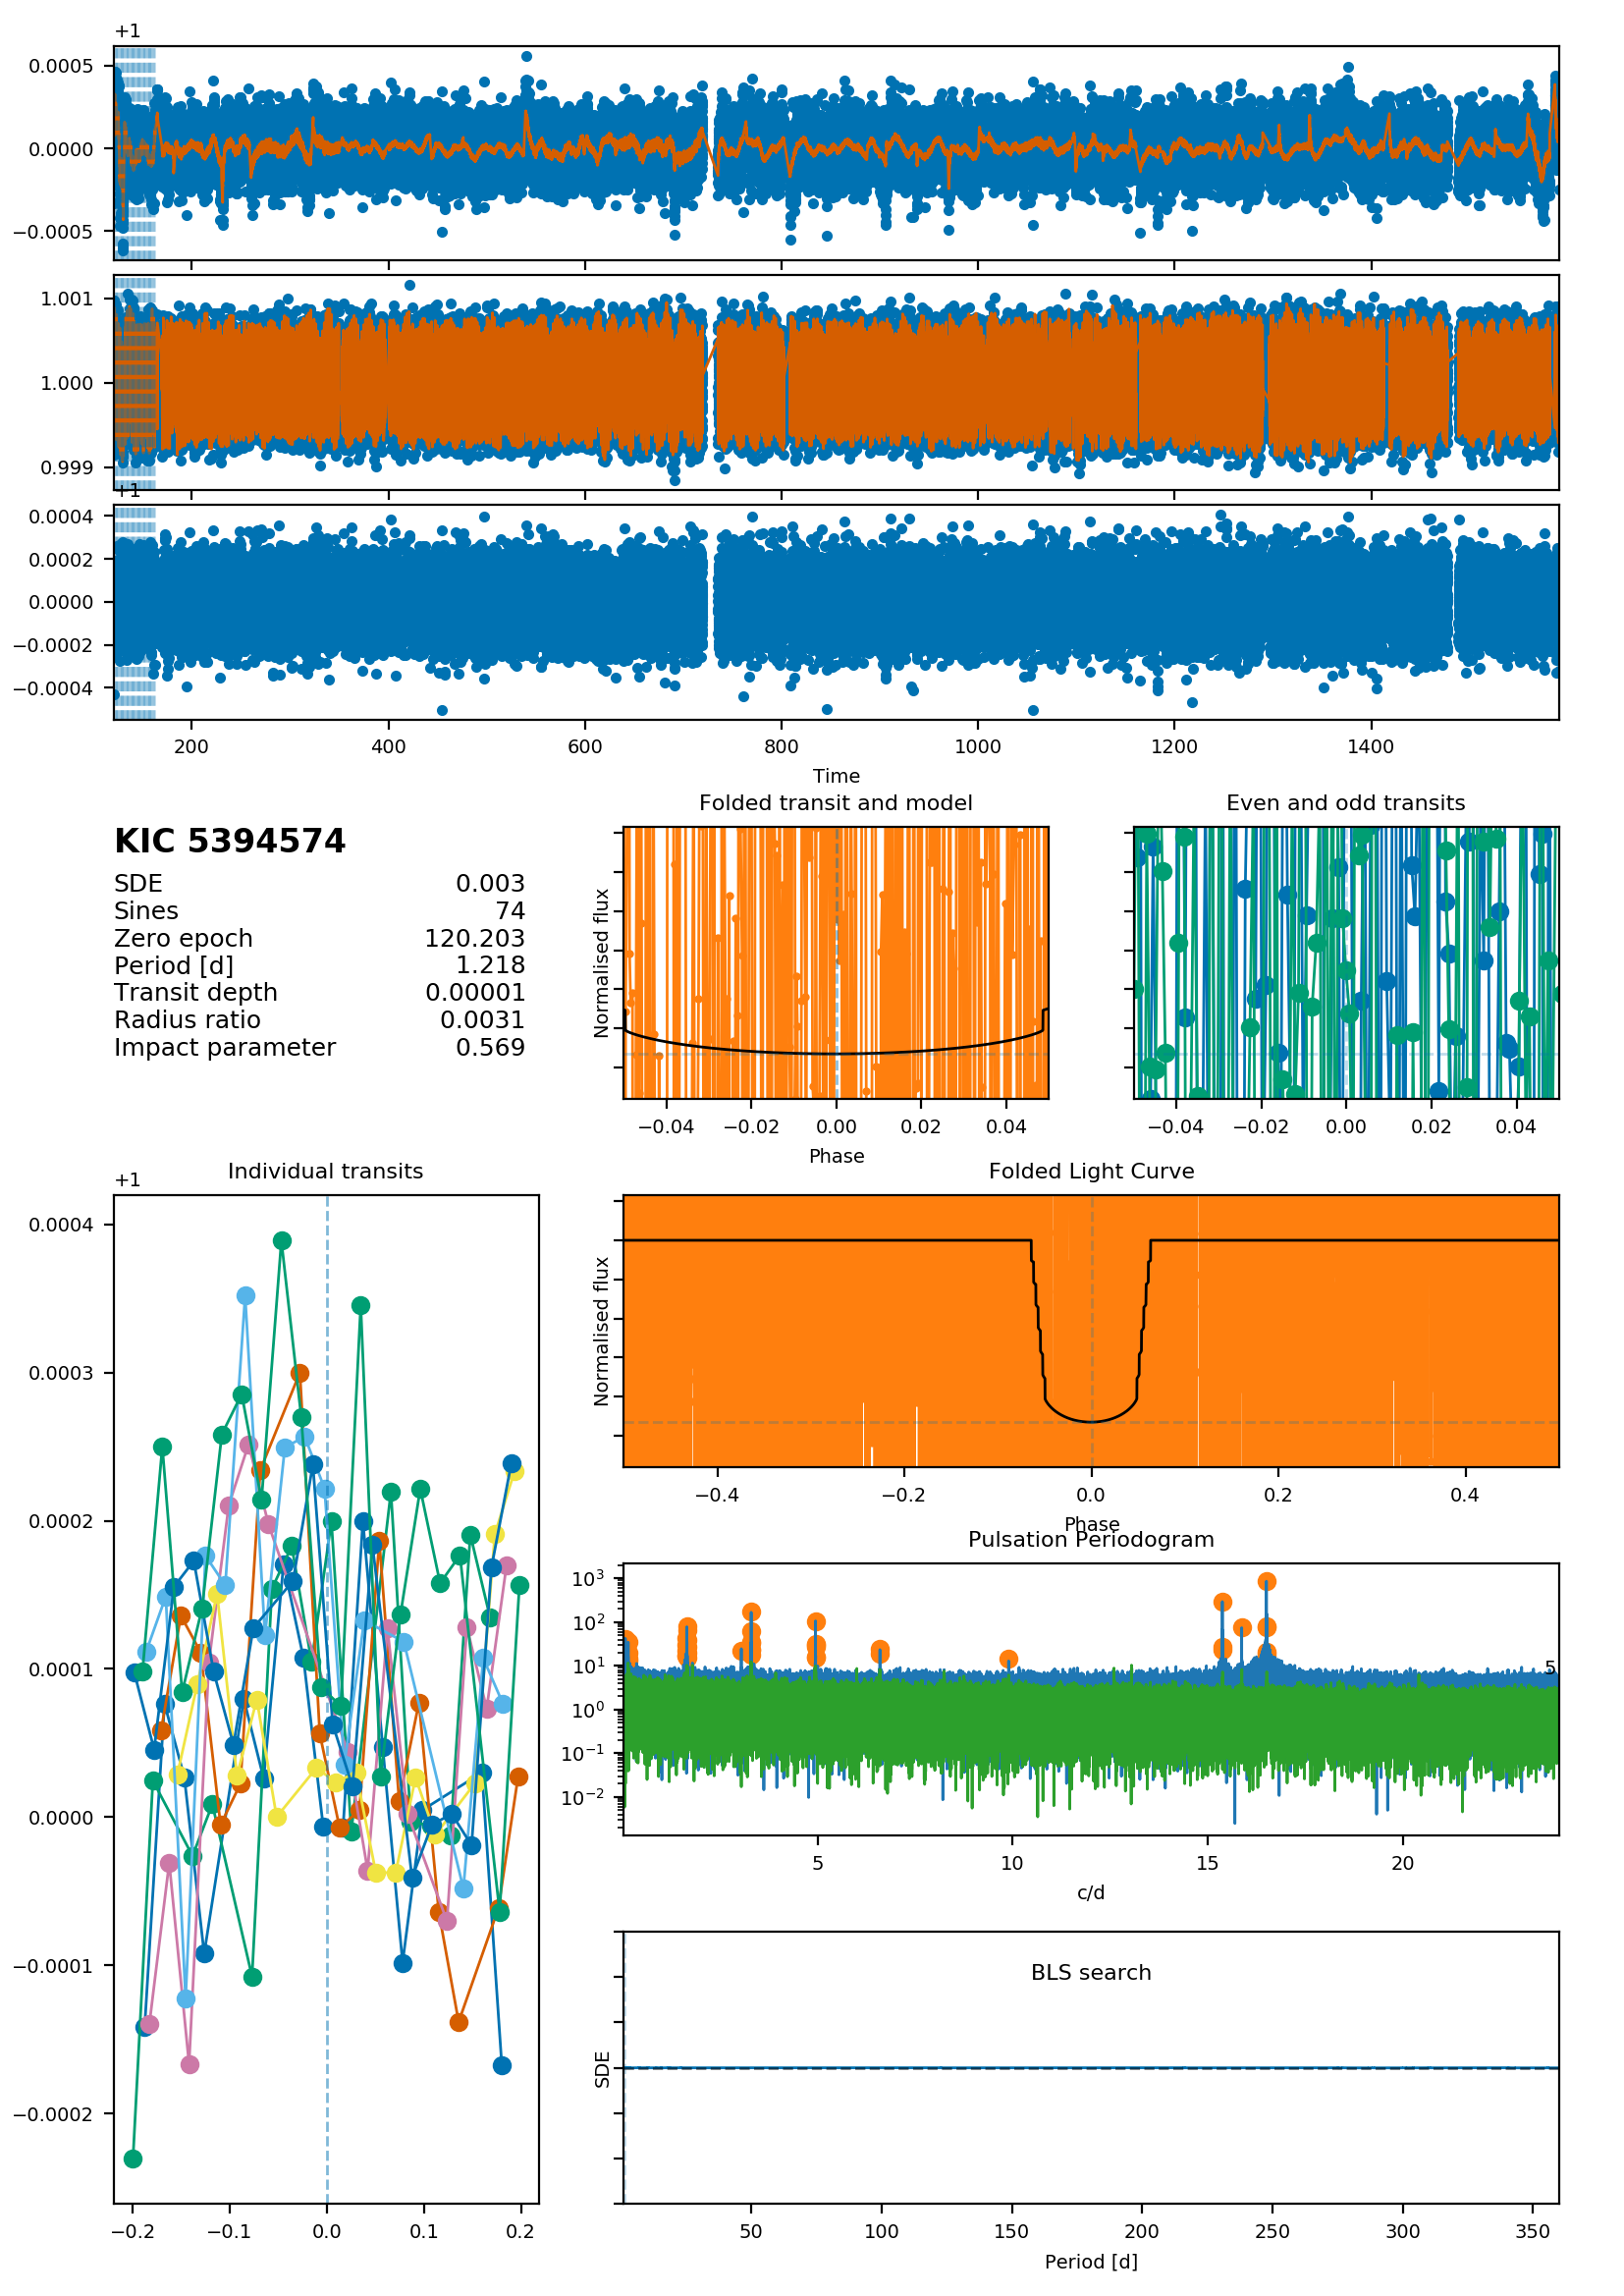 +1
0.0005
0.0000
−0.0005
1.001
1.000
0.999
+1
0.0004
0.0002
0.0000
−0.0002
−0.0004
200
400
600
800
1000
1200
1400
Time
KIC 5394574
SDE 0.003
Sines 74
Zero epoch 120.203
Period [d] 1.218
Transit depth 0.00001
Radius ratio 0.0031
Impact parameter 0.569
Folded transit and model
Normalised flux
−0.04 −0.02 0.00 0.02 0.04
Phase
Even and odd transits
−0.04 −0.02 0.00 0.02 0.04
Individual transits
+1
0.0004
0.0003
0.0002
0.0001
0.0000
−0.0001
−0.0002
−0.2 −0.1 0.0 0.1 0.2
Folded Light Curve
Normalised flux
−0.4 −0.2 0.0 0.2 0.4
Phase
Pulsation Periodogram
10³
10²
10¹
10⁰
10⁻¹
10⁻²
5
5 10 15 20
c/d
BLS search
SDE
50 100 150 200 250 300 350
Period [d]